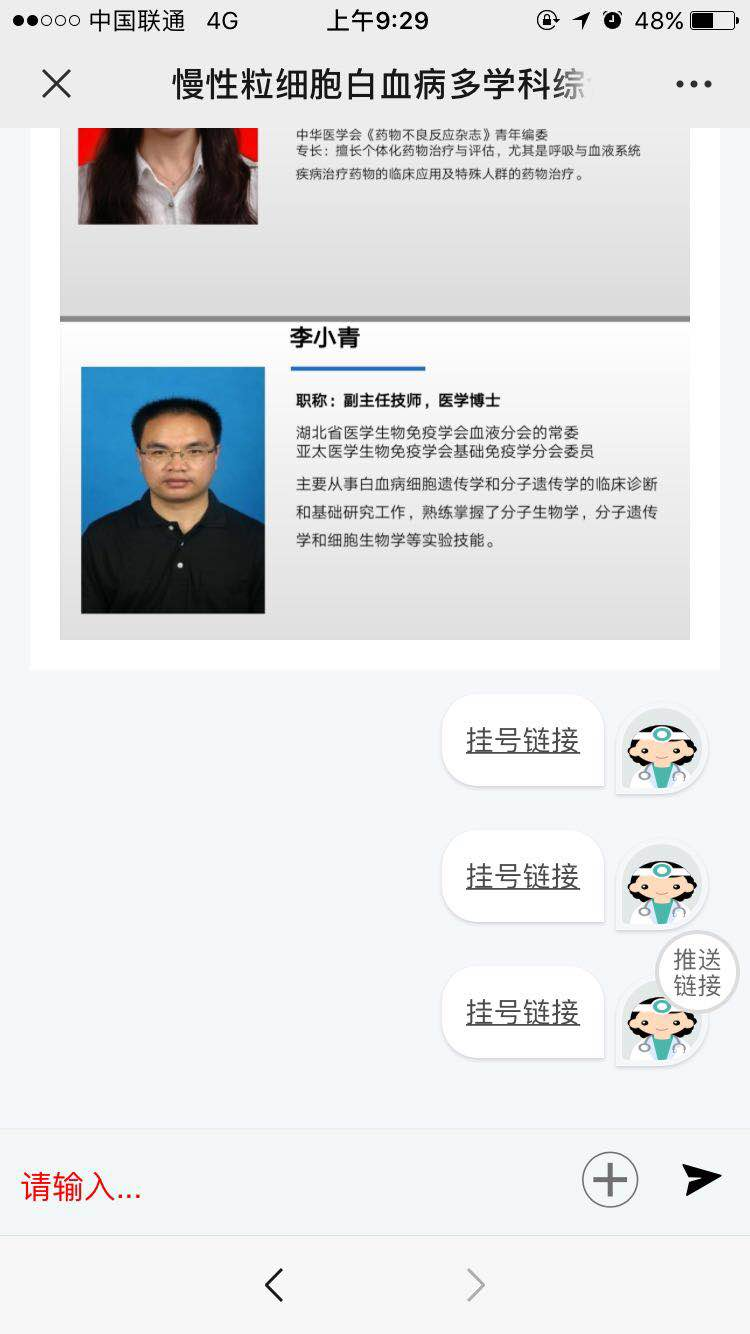 中国联通 4G 上午9:29 48%
慢性粒细胞白血病多学科综
中华医学会《药物不良反应杂志》青年编委
专长：擅长个体化药物治疗与评估，尤其是呼吸与血液系统
疾病治疗药物的临床应用及特殊人群的药物治疗。
李小青
职称：副主任技师，医学博士
湖北省医学生物免疫学会血液分会的常委
亚太医学生物免疫学会基础免疫学分会委员
主要从事白血病细胞遗传学和分子遗传学的临床诊断
和基础研究工作，熟练掌握了分子生物学，分子遗传
学和细胞生物学等实验技能。
挂号链接
挂号链接
推送
链接
挂号链接
请输入...